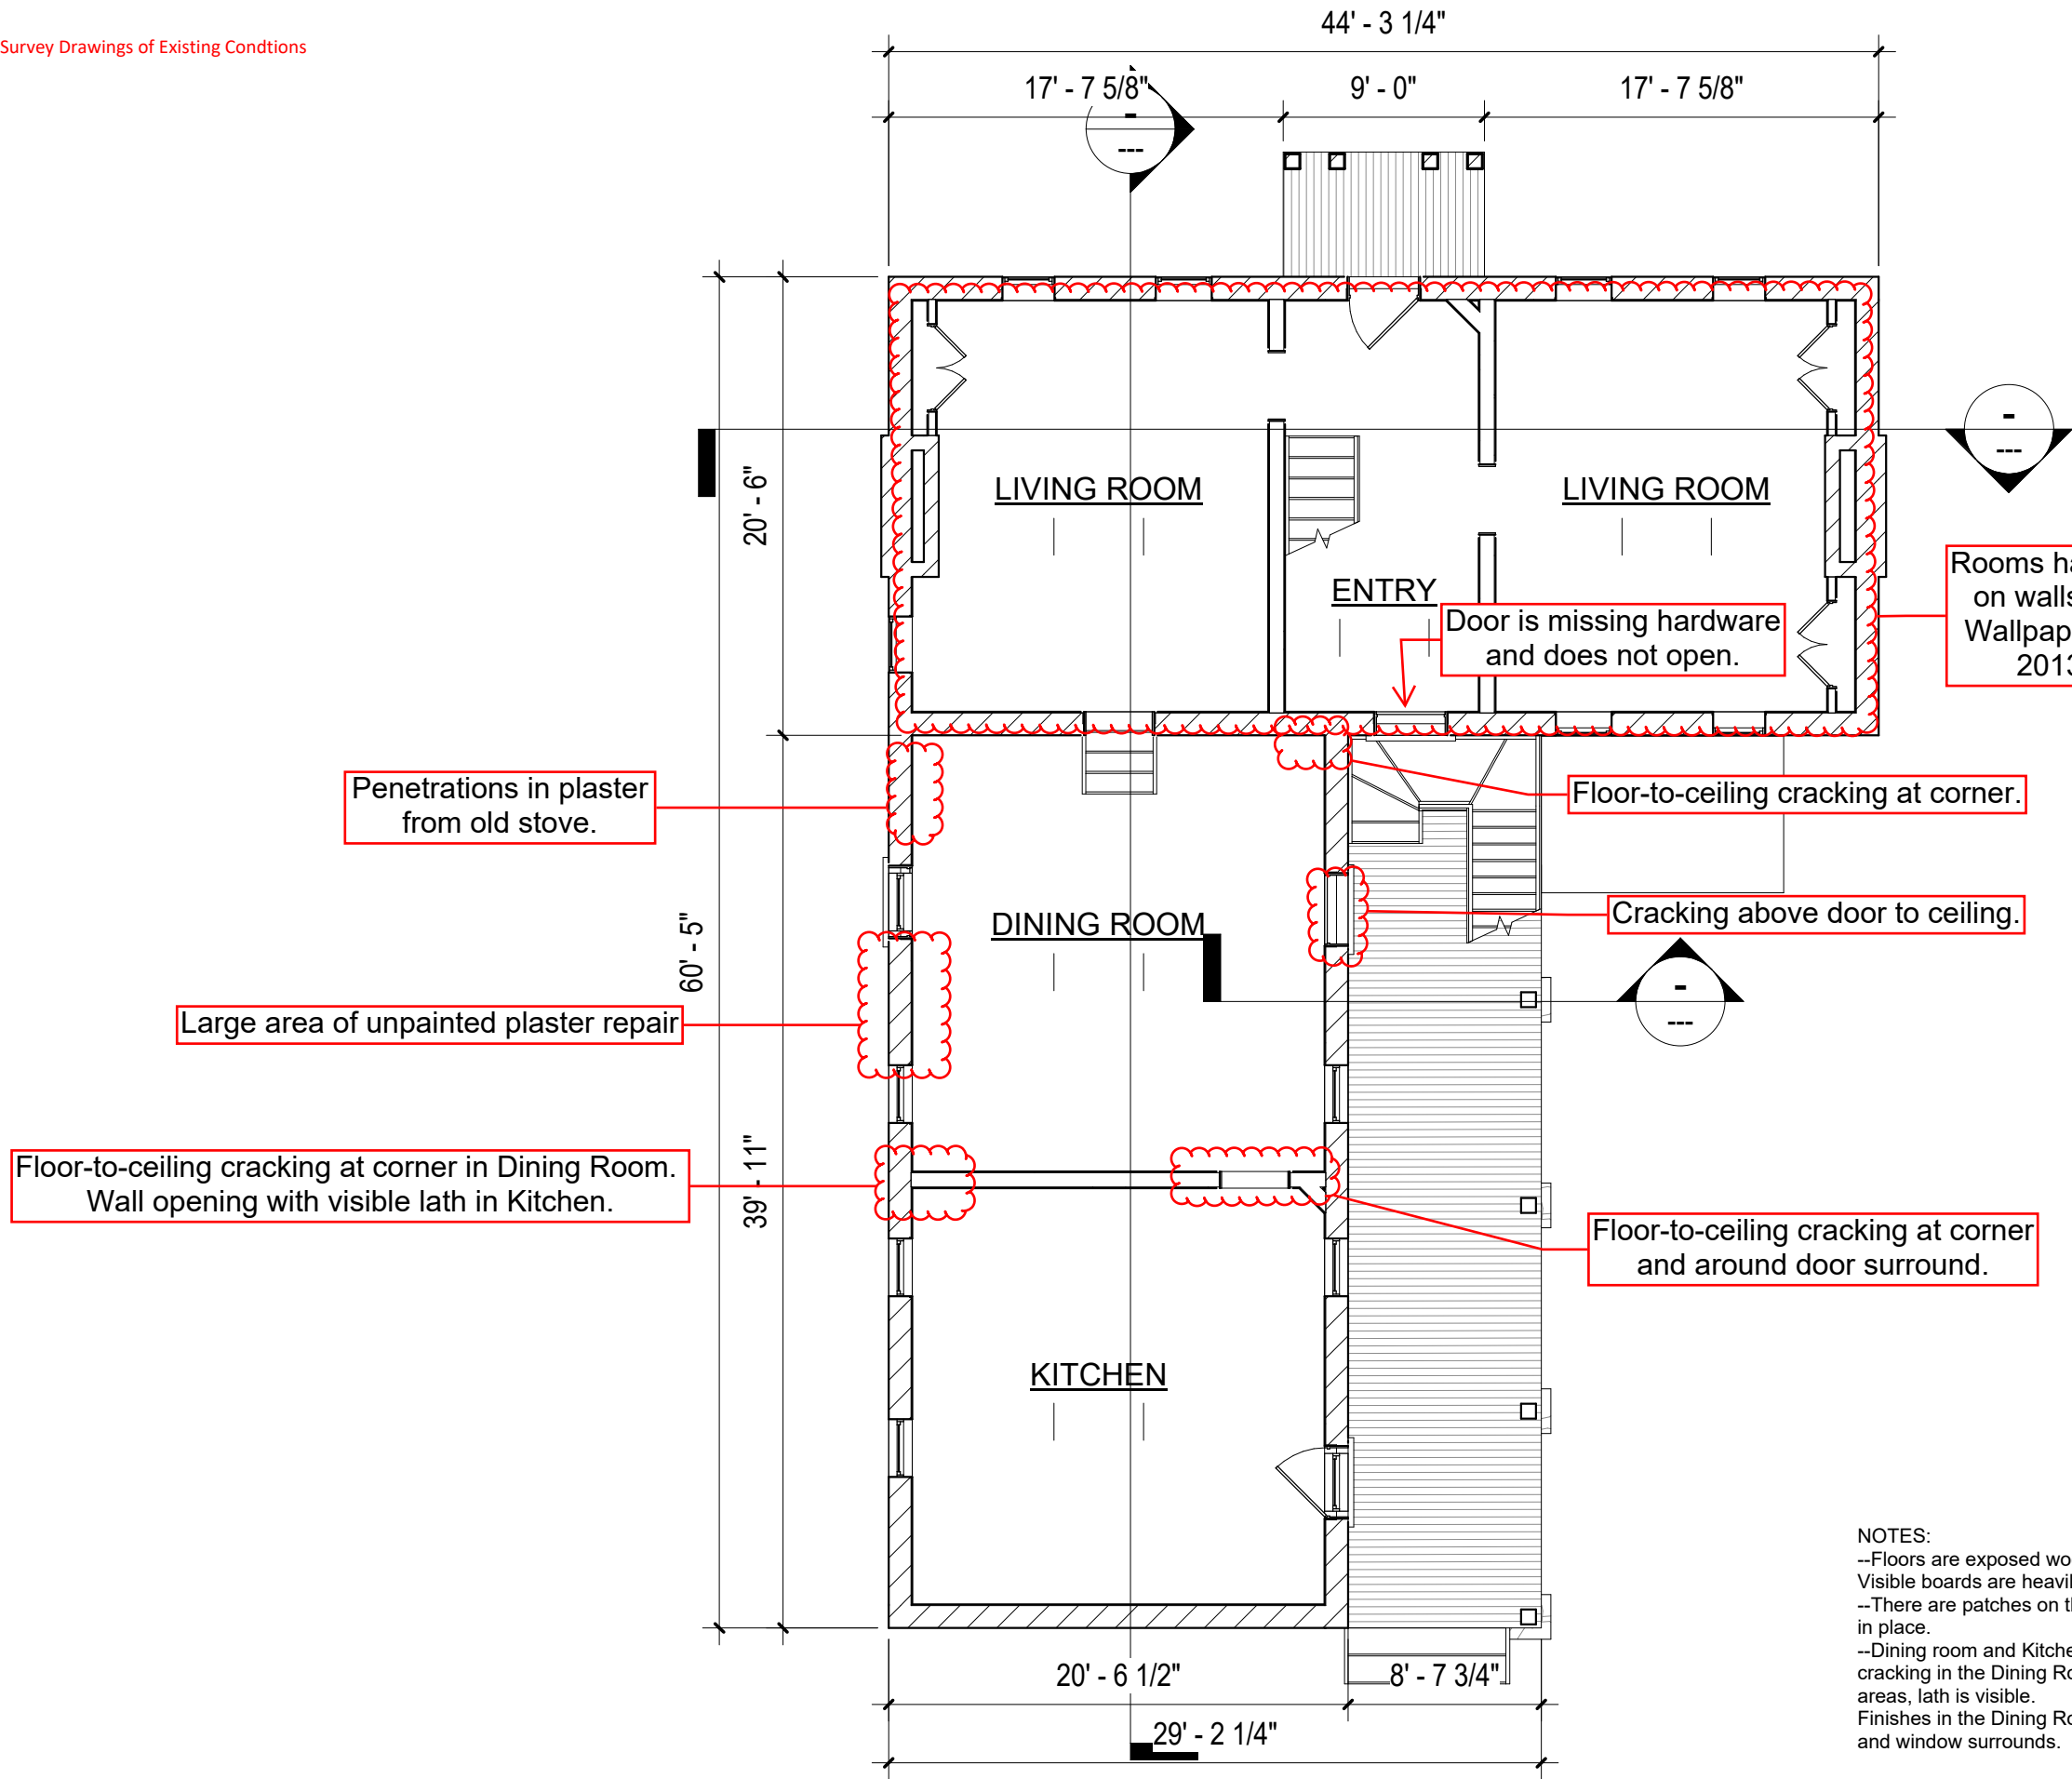 Survey Drawings of Existing Condtions
44' - 3 1/4"
17' - 7 5/8"
9' - 0"
17' - 7 5/8"
-
---
20' - 6"
60' - 5"
39' - 11"
LIVING ROOM
LIVING ROOM
-
---
ENTRY
Door is missing hardware
and does not open.
Rooms
on walls
2013
Penetrations in plaster
from old stove.
Floor-to-ceiling cracking at corner.
DINING ROOM
Cracking above door to ceiling.
-
---
Large area of unpainted plaster repair
Floor-to-ceiling cracking at corner in Dining Room.
Wall opening with visible lath in Kitchen.
Floor-to-ceiling cracking at corner
and around door surround.
KITCHEN
20' - 6 1/2"
8' - 7 3/4"
29' - 2 1/4"
NOTES:
--Floors are exposed
Visible boards are
--There are patches on
in place.
--Dining room and
cracking in the Dining
areas, lath is visible.
Finishes in the Dining
and window surrounds.